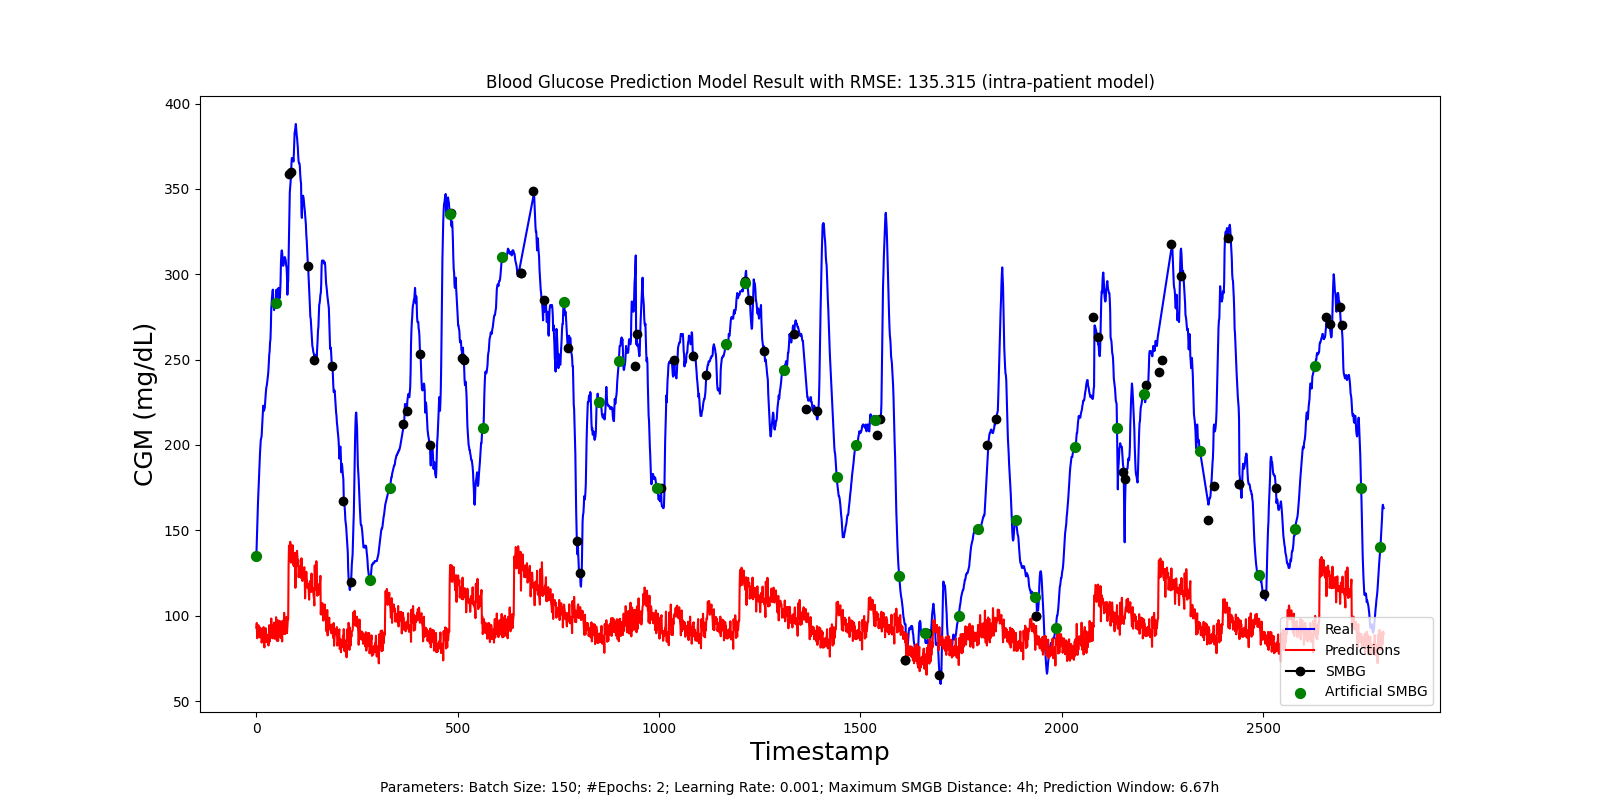 Blood Glucose Prediction Model Result with RMSE: 135.315 (intra-patient model)
CGM (mg/dL)
400
350
300
250
200
150
100
50
0
500
1000
1500
2000
2500
Real
Predictions
SMBG
Artificial SMBG
Timestamp
Parameters: Batch Size: 150; #Epochs: 2; Learning Rate: 0.001; Maximum SMGB Distance: 4h; Prediction Window: 6.67h